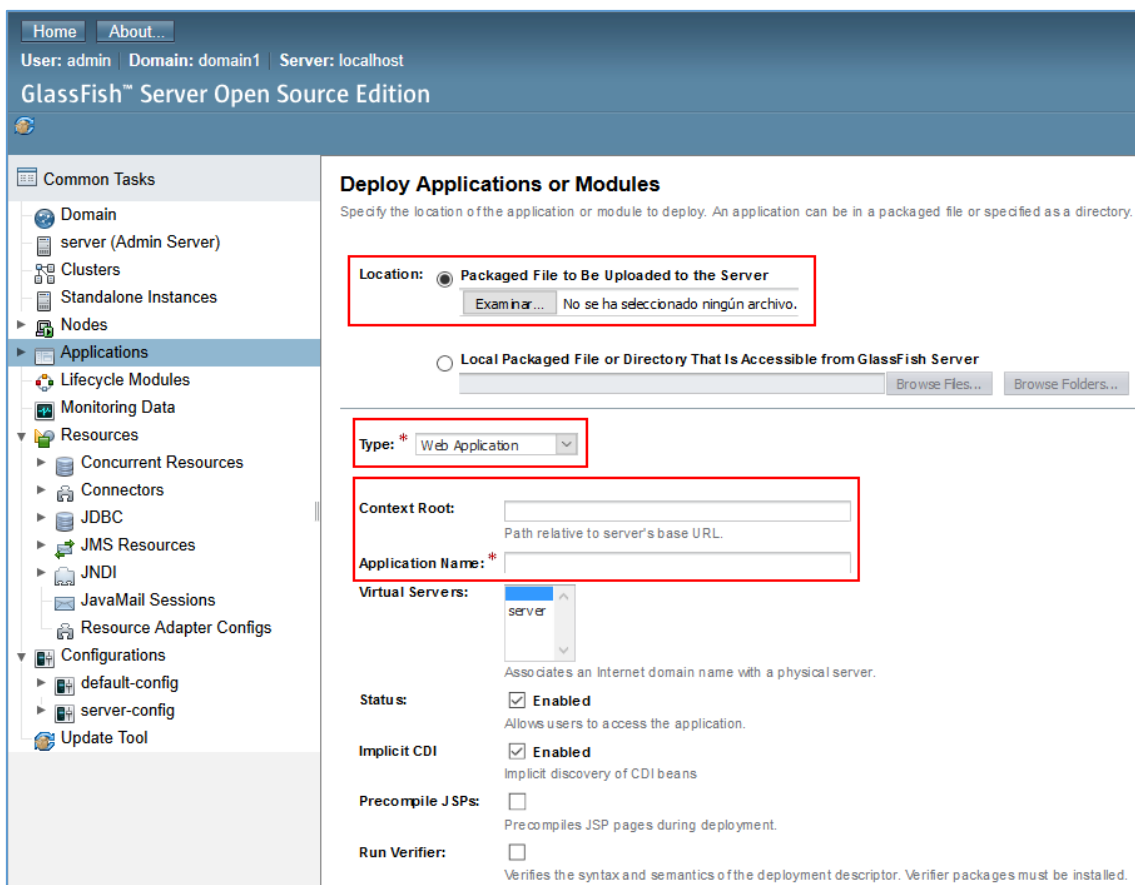 Home About...
User: admin Domain: domain1 Server: localhost
GlassFish™ Server Open Source Edition
Common Tasks
Domain
server (Admin Server)
Clusters
Standalone Instances
Nodes
Applications
Lifecycle Modules
Monitoring Data
Resources
Concurrent Resources
Connectors
JDBC
JMS Resources
JNDI
JavaMail Sessions
Resource Adapter Configs
Configurations
default-config
server-config
Update Tool
Deploy Applications or Modules
Specify the location of the application or module to deploy. An application can be in a packaged file or specified as a directory.
Location: Packaged File to Be Uploaded to the Server
Examinar... No se ha seleccionado ningún archivo.
Local Packaged File or Directory That Is Accessible from GlassFish Server
Browse Files... Browse Folders...
Type: * Web Application
Context Root:
Path relative to server's base URL.
Application Name: *
Virtual Servers:
server
Associates an Internet domain name with a physical server.
Status: Enabled
Allows users to access the application.
Implicit CDI Enabled
Implicit discovery of CDI beans
Precompile JSPs:
Precompiles JSP pages during deployment.
Run Verifier:
Verifies the syntax and semantics of the deployment descriptor. Verifier packages must be installed.